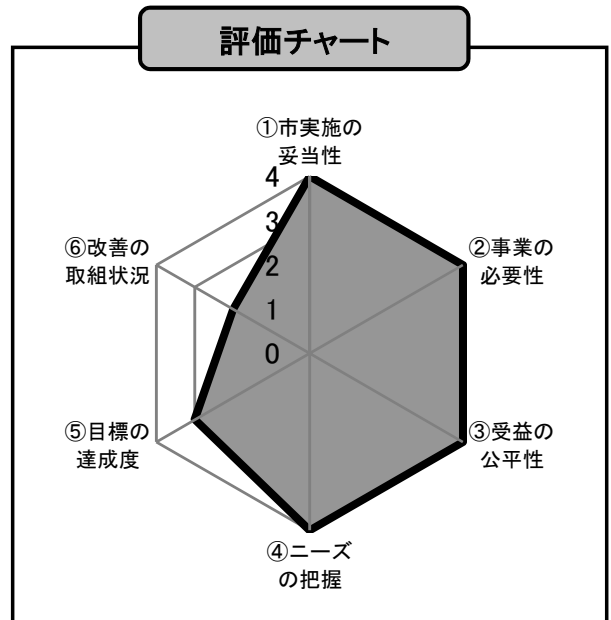 評価チャート
①市実施の
妥当性
4
3
2
1
0
②事業の
必要性
③受益の
公平性
④ニーズ
の把握
⑤目標の
達成度
⑥改善の
取組状況